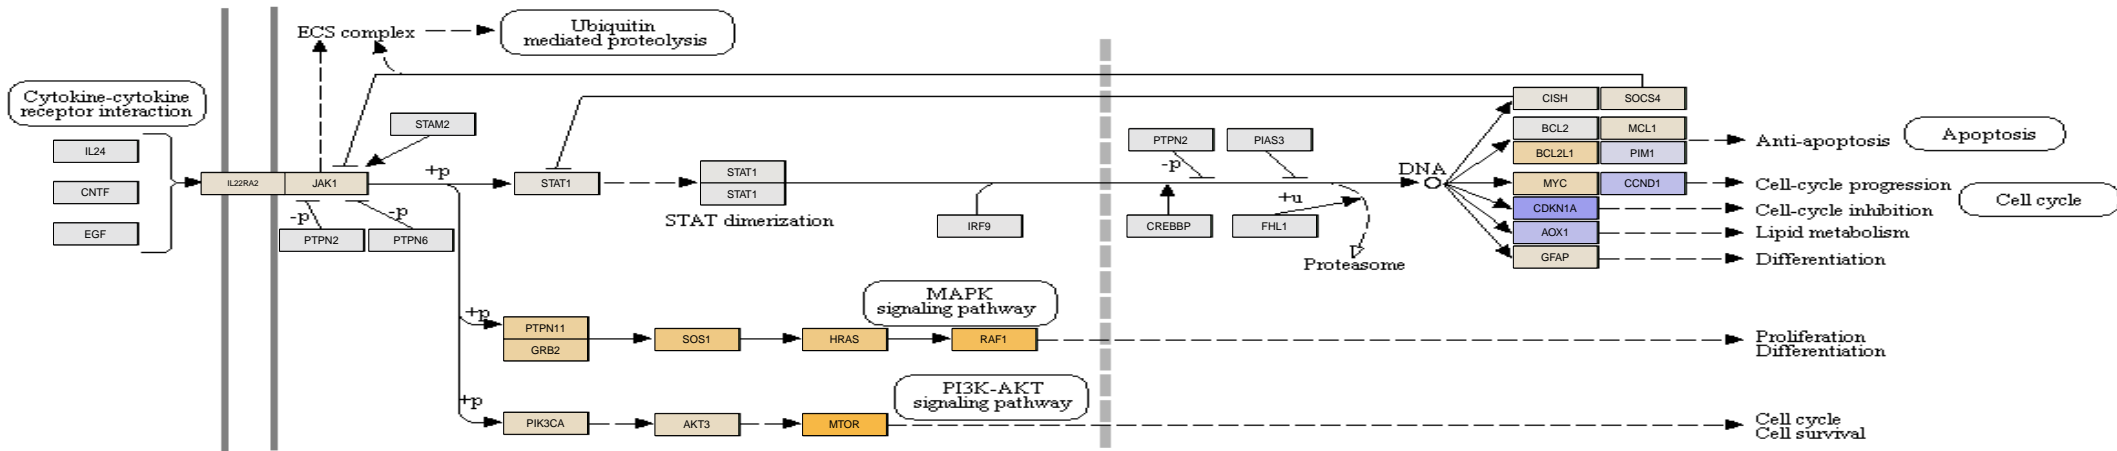 Ubiquitin
mediated proteolysis
ECS complex
Cytokine-cytokine
receptor interaction
CISH
SOCS4
STAM2
BCL2
MCL1
Anti-apoptosis
Apoptosis
PTPN2
PIAS3
IL24
BCL2L1
PIM1
-p
DNA
+p
STAT1
IL22RA2
JAK1
STAT1
MYC
CCND1
Cell-cycle progression
CNTF
STAT1
Cell cycle
+u
CDKN1A
Cell-cycle inhibition
-p
-p
STAT dimerization
EGF
PTPN2
PTPN6
IRF9
CREBBP
FHL1
AOX1
Lipid metabolism
GFAP
Differentiation
Proteasome
MAPK
signaling pathway
+p
PTPN11
GRB2
SOS1
HRAS
RAF1
Proliferation
Differentiation
PI3K-AKT
signaling pathway
+p
PIK3CA
AKT3
MTOR
Cell cycle
Cell survival